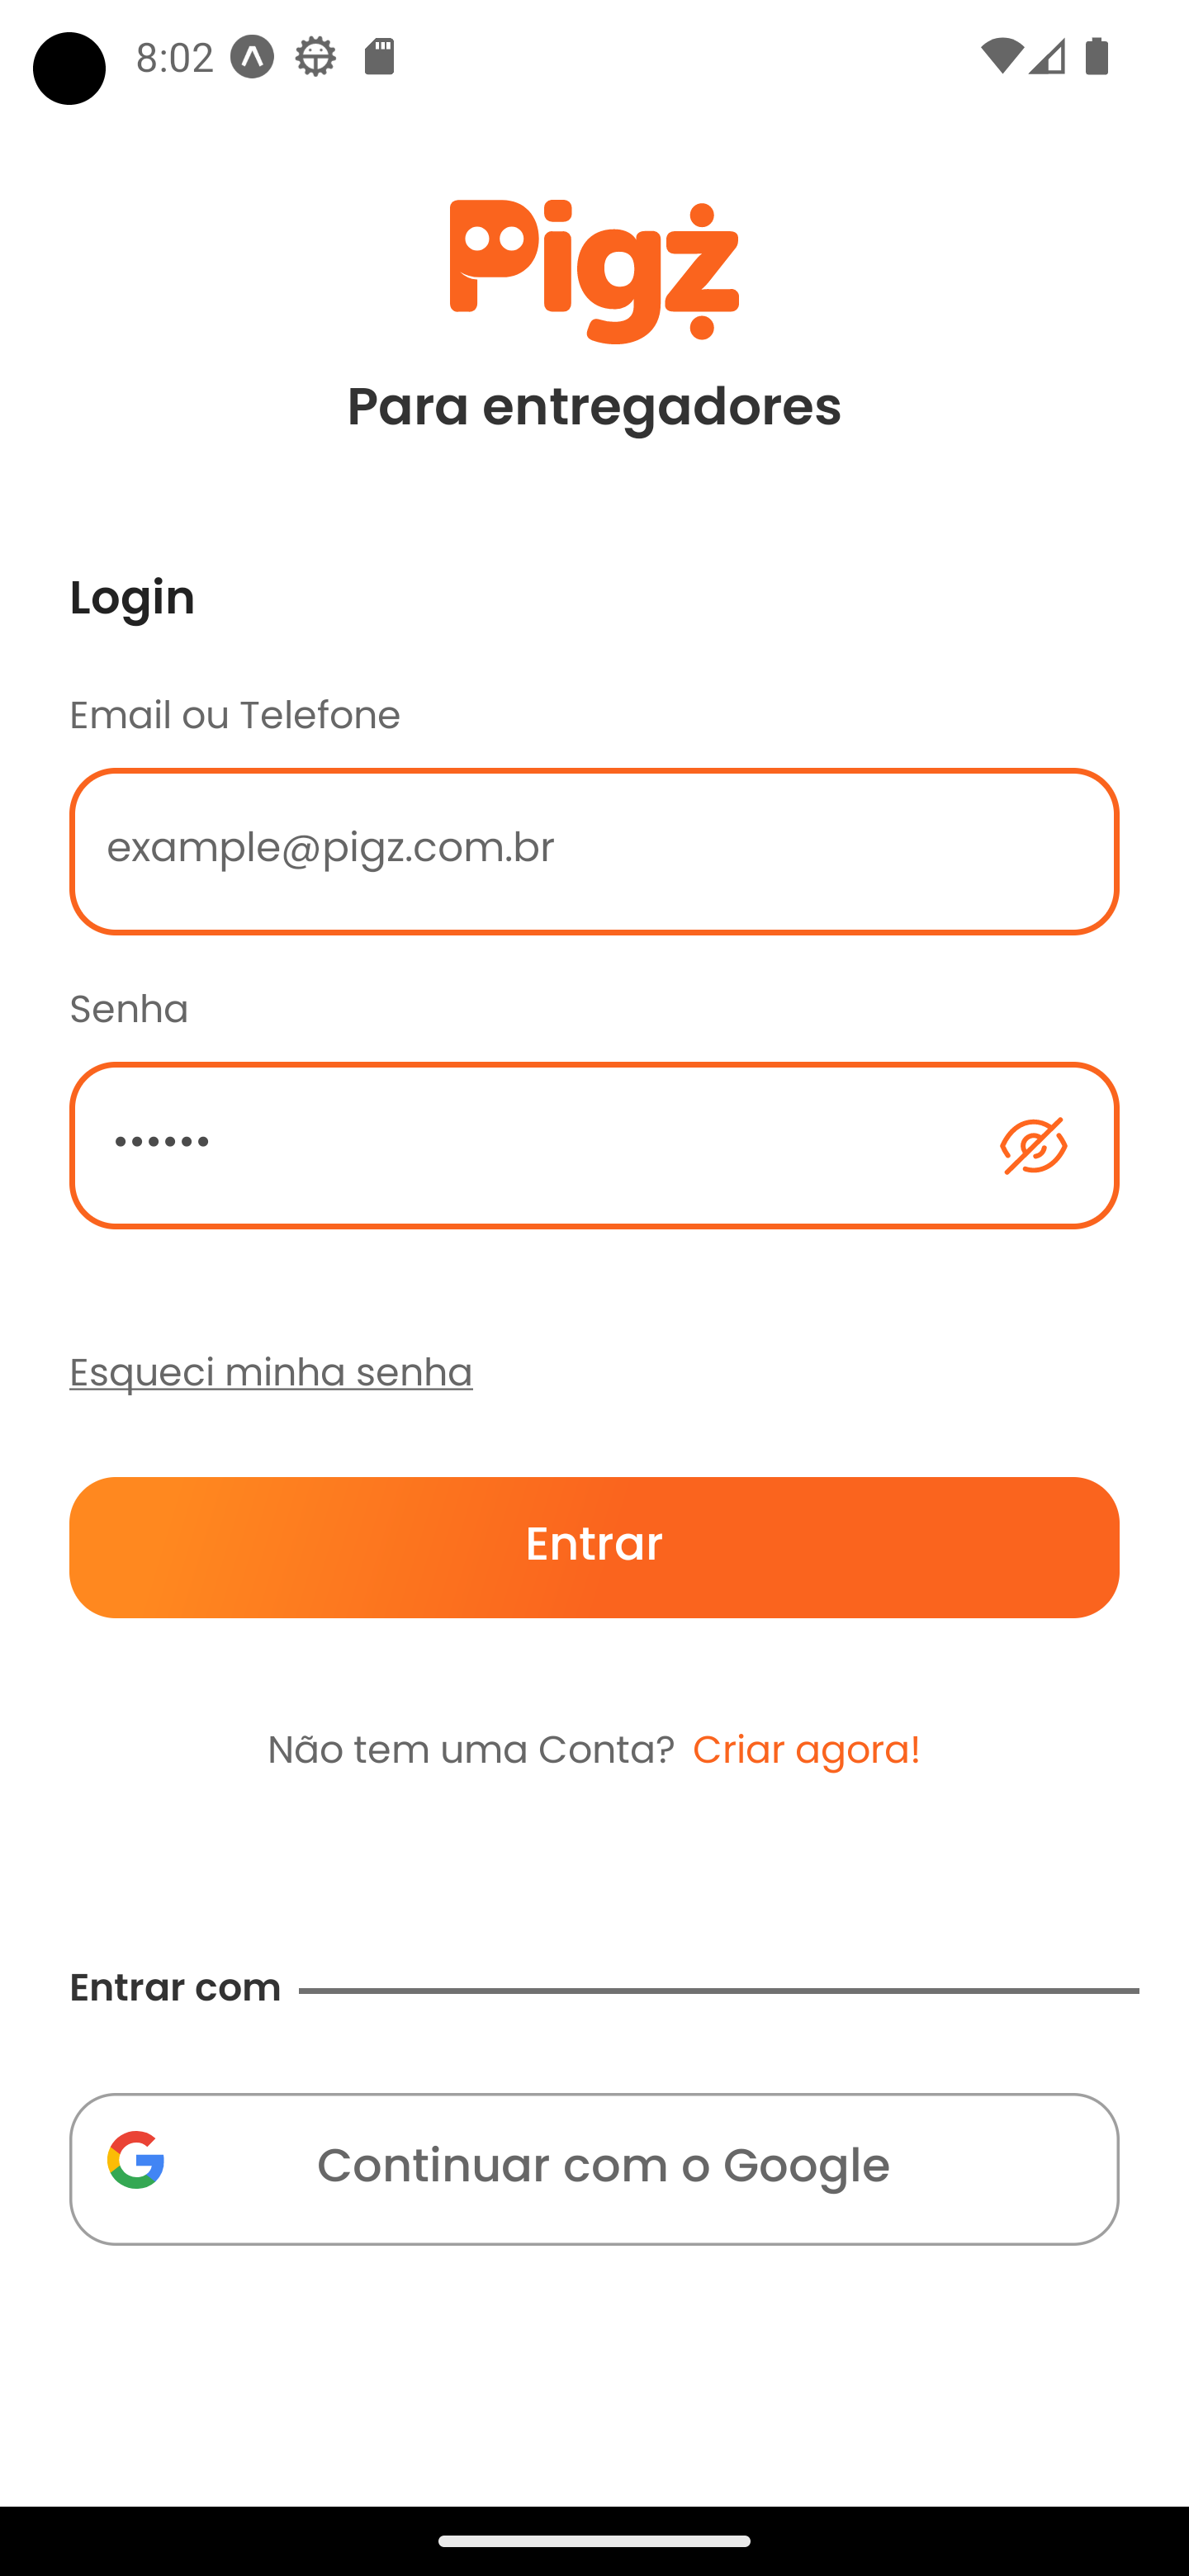 8:02
Pigz
Para entregadores
Login
Email ou Telefone
example@pigz.com.br
Senha
••••••
Esqueci minha senha
Entrar
Não tem uma Conta? Criar agora!
Entrar com
Continuar com o Google